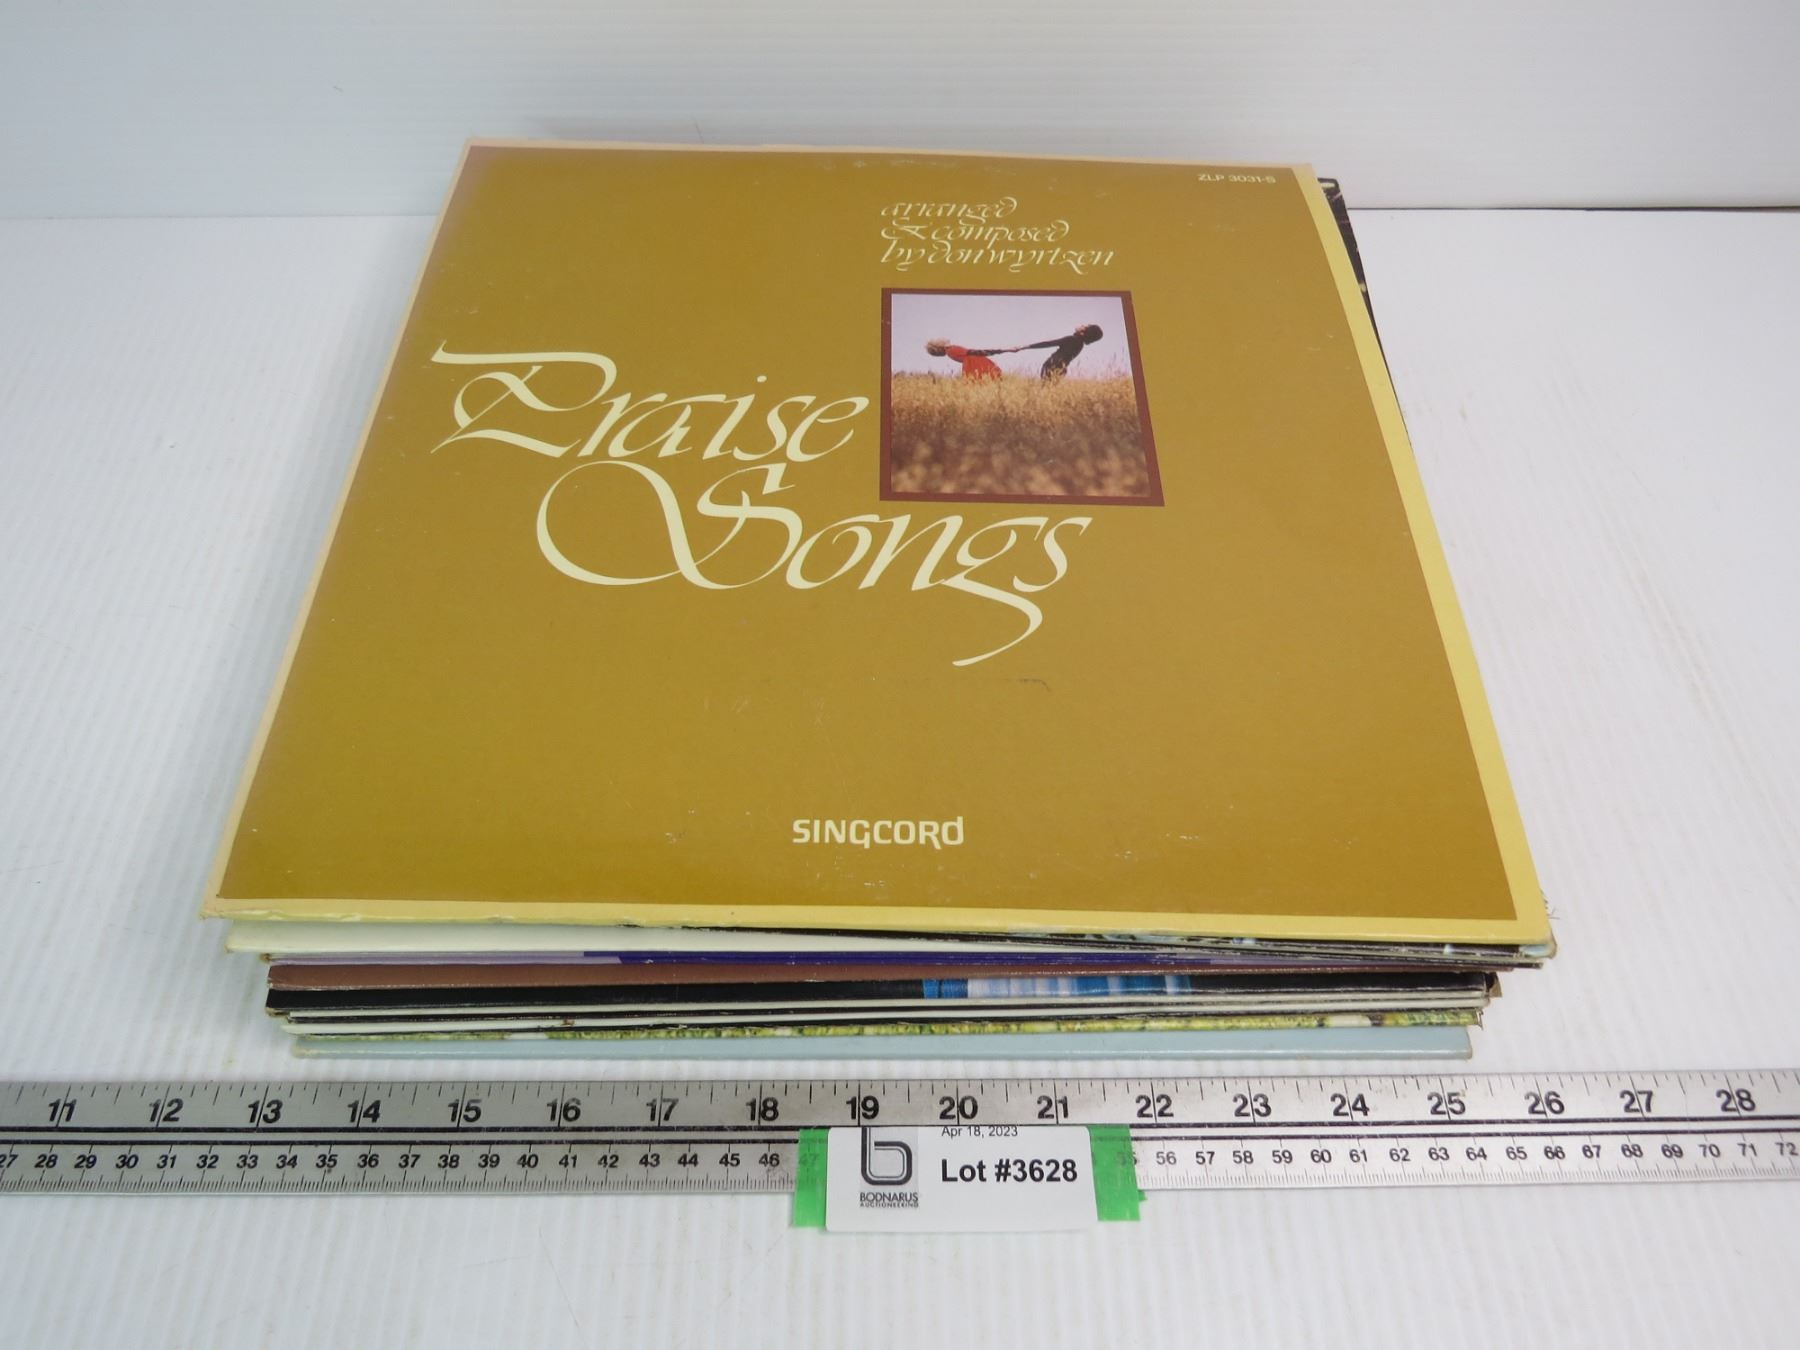 ZLP 3031-S
arranged
& composed
by don wyrtzen
Praise
Songs
SINGCORD
11 12 13 14 15 16 17 18 19 20 21 22 23 24 25 26 27 28
27 28 29 30 31 32 33 34 35 36 37 38 39 40 41 42 43 44 45 46 47 55 56 57 58 59 60 61 62 63 64 65 66 67 68 69 70 71 72
Apr 18, 2023
Lot #3628
b
BODNARUS
AUCTIONEERING